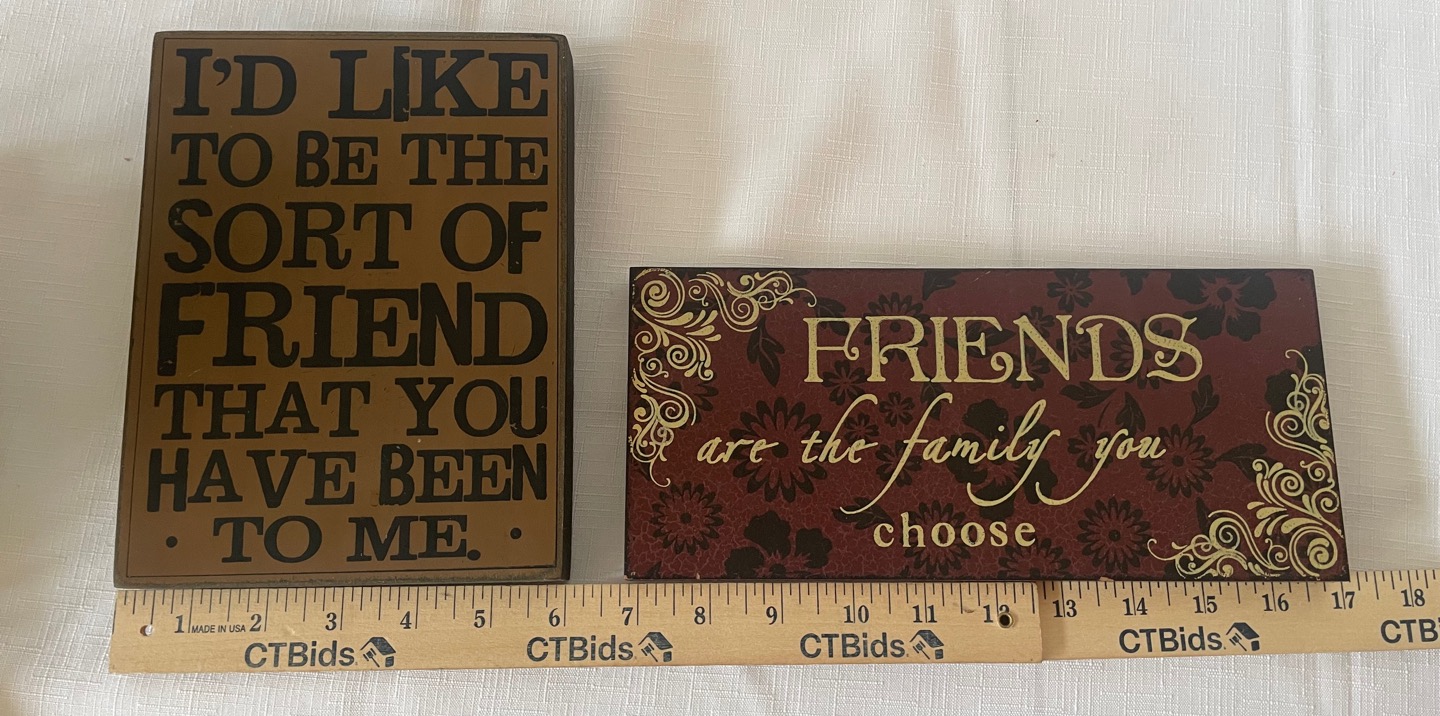 I'D LIKE
TO BE THE
SORT OF
FRIEND
THAT YOU
HAVE BEEN
· TO ME. ·
FRIENDS
are the family you
choose
1 MADE IN USA 2 3 4 5 6 7 8 9 10 11 12 13 14 15 16 17 18
CTBids CTBids CTBids CTBids CTB